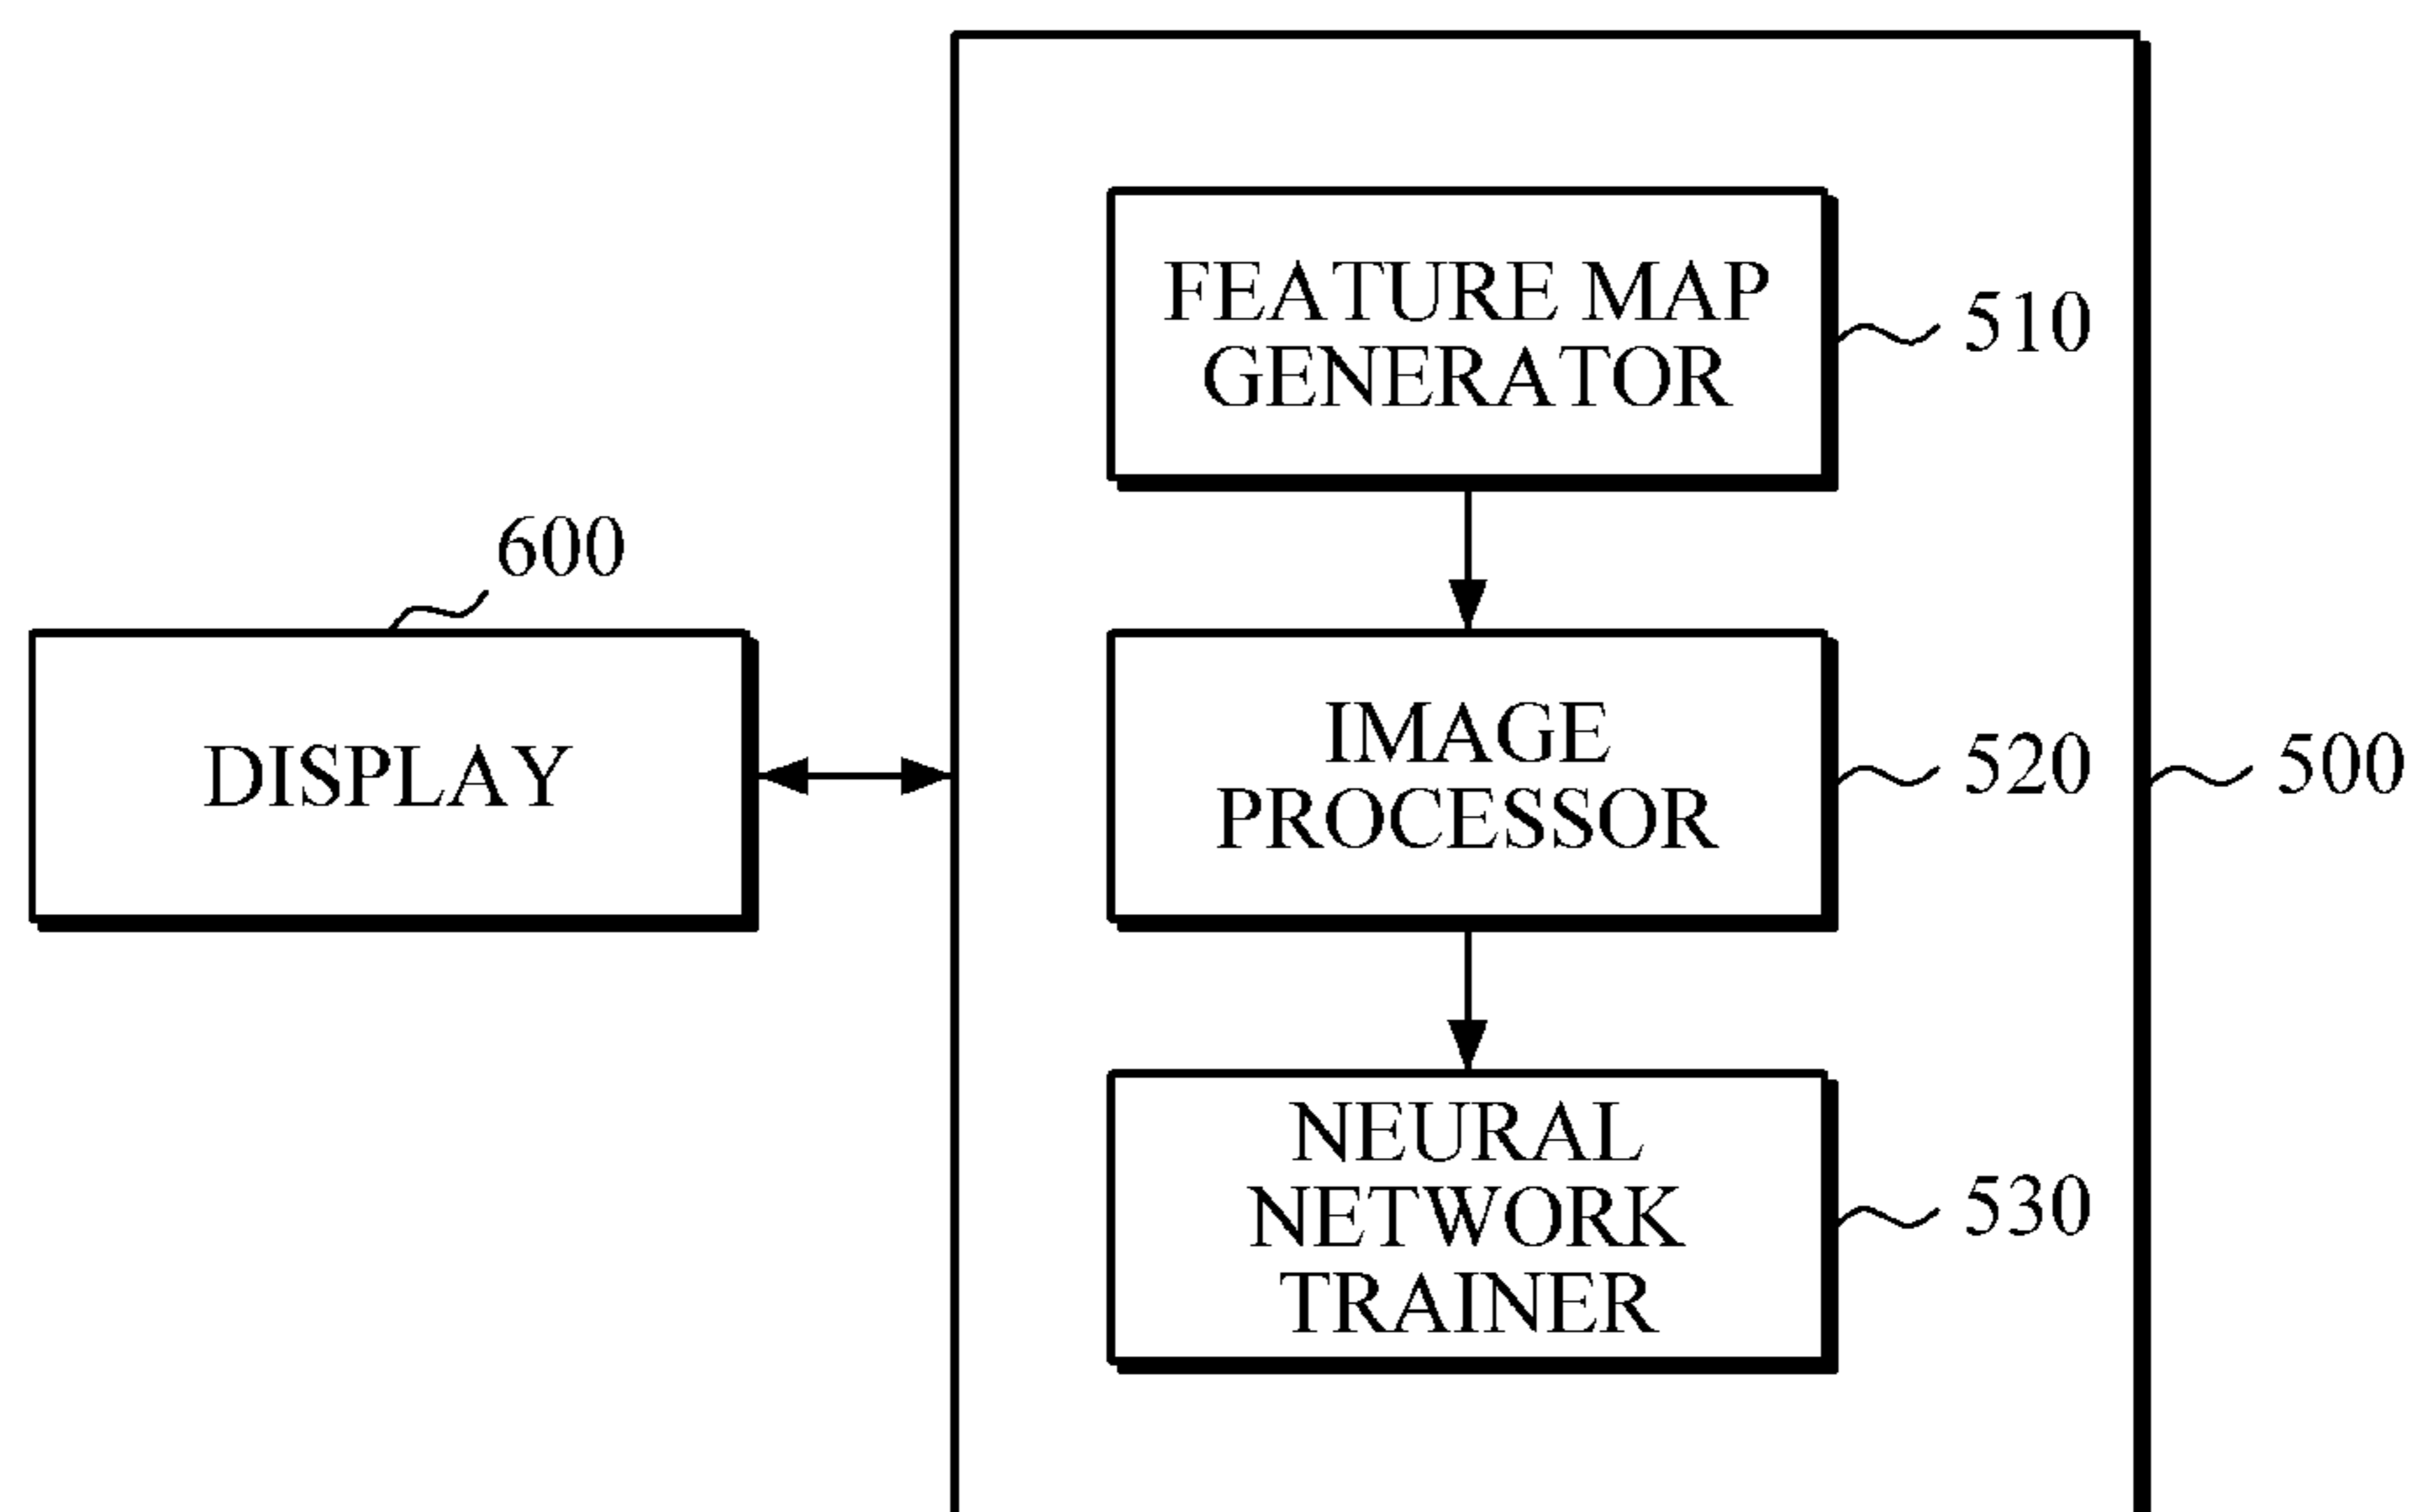 FEATURE MAP
GENERATOR
510
600
DISPLAY
IMAGE
PROCESSOR
520
500
NEURAL
NETWORK
TRAINER
530